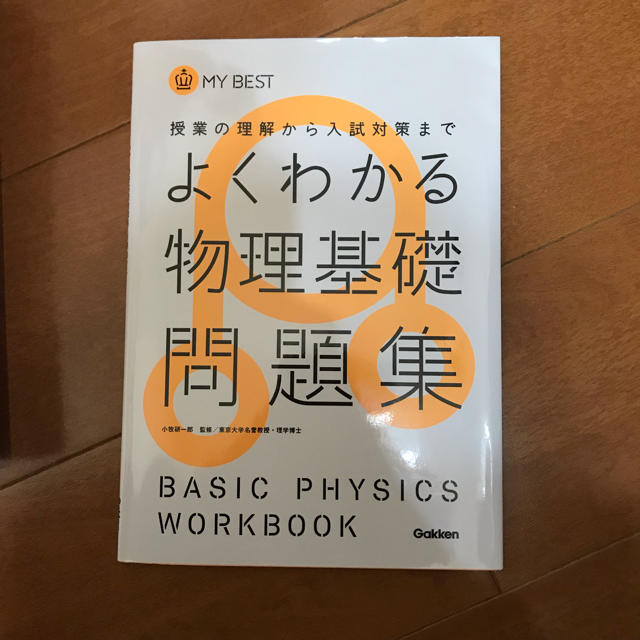 MY BEST
授業の理解から入試対策まで
よくわかる
物理基礎
問題集
小牧研一郎 監修／東京大学名誉教授・理学博士
BASIC PHYSICS
WORKBOOK
Gakken